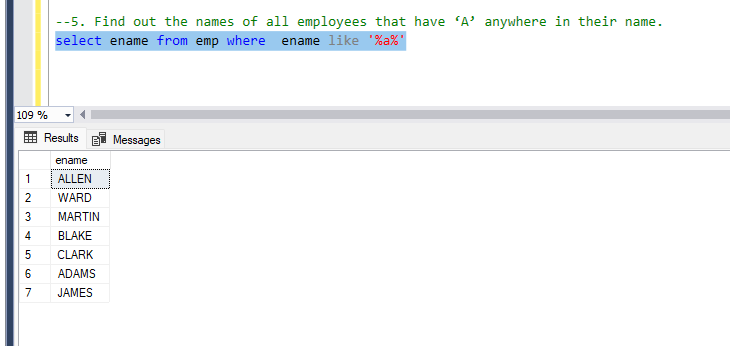 --5. Find out the names of all employees that have ‘A’ anywhere in their name.
select ename from emp where  ename like '%a%'
109 %
Results Messages
ename
1 ALLEN
2 WARD
3 MARTIN
4 BLAKE
5 CLARK
6 ADAMS
7 JAMES